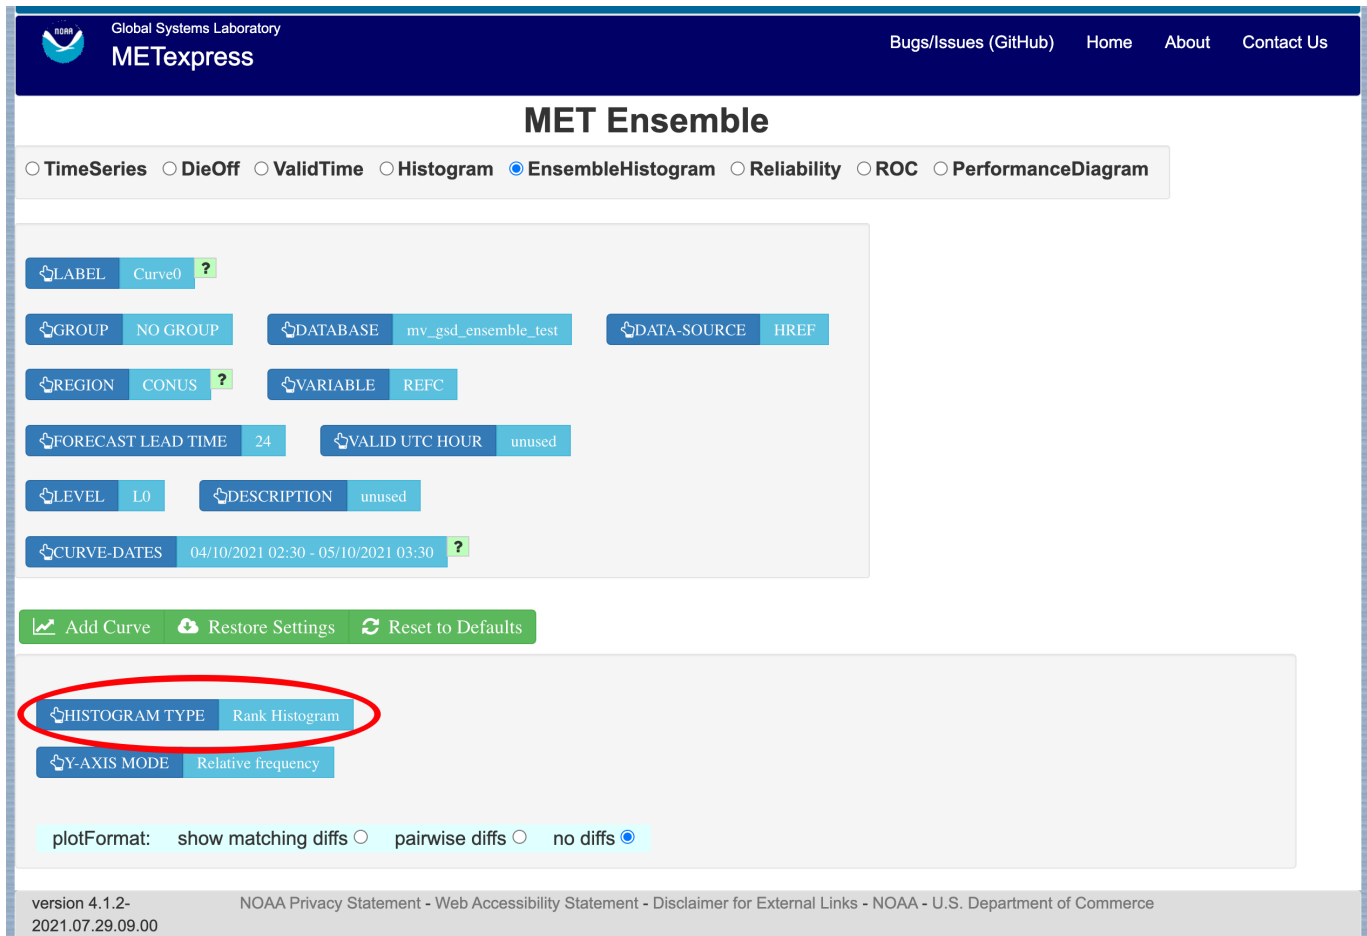 NOAA
Global Systems Laboratory
METexpress
Bugs/Issues (GitHub) Home About Contact Us
MET Ensemble
TimeSeries DieOff ValidTime Histogram EnsembleHistogram Reliability ROC PerformanceDiagram
LABEL Curve0 ?
GROUP NO GROUP DATABASE mv_gsd_ensemble_test DATA-SOURCE HREF
REGION CONUS ? VARIABLE REFC
FORECAST LEAD TIME 24 VALID UTC HOUR unused
LEVEL L0 DESCRIPTION unused
CURVE-DATES 04/10/2021 02:30 - 05/10/2021 03:30 ?
Add Curve Restore Settings Reset to Defaults
HISTOGRAM TYPE Rank Histogram
Y-AXIS MODE Relative frequency
plotFormat: show matching diffs pairwise diffs no diffs
version 4.1.2- NOAA Privacy Statement - Web Accessibility Statement - Disclaimer for External Links - NOAA - U.S. Department of Commerce
2021.07.29.09.00